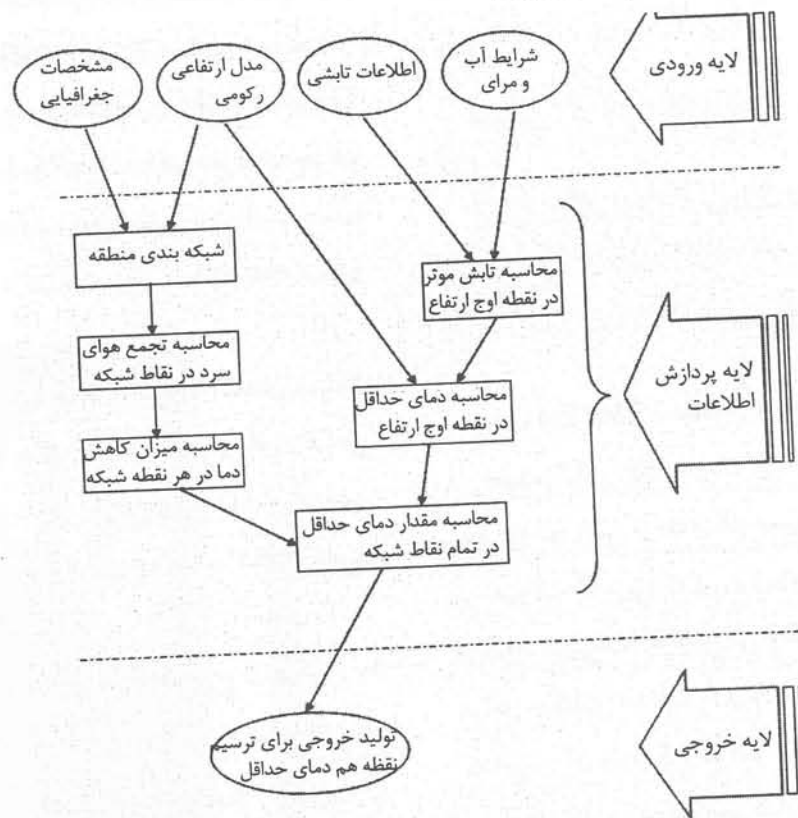 لایه ورودی
شرایط آب
و مرای
اطلاعات تابشی
مدل ارتفاعی
رکومی
مشخصات
جغرافیایی
شبکه بندی منطقه
محاسبه تابش موثر
در نقطه اوج ارتفاع
محاسبه تجمع هوای
سرد در نقاط شبکه
محاسبه دمای خداقل
در نقطه اوج ارتفاع
لایه پردازش
اطلاعات
محاسبه میزان کاهش
دما در هر نقطه شبکه
محاسبه مقدار دمای حداقل
در تمام نقاط شبکه
لایه خروجی
تولید خروجی برای ترسیم
نقظه هم دمای حداقل